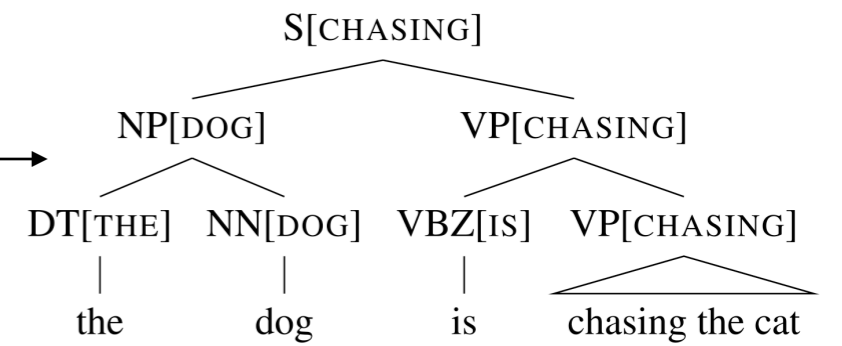 S[CHASING]
NP[DOG] VP[CHASING]
DT[THE] NN[DOG] VBZ[IS] VP[CHASING]
the dog is chasing the cat